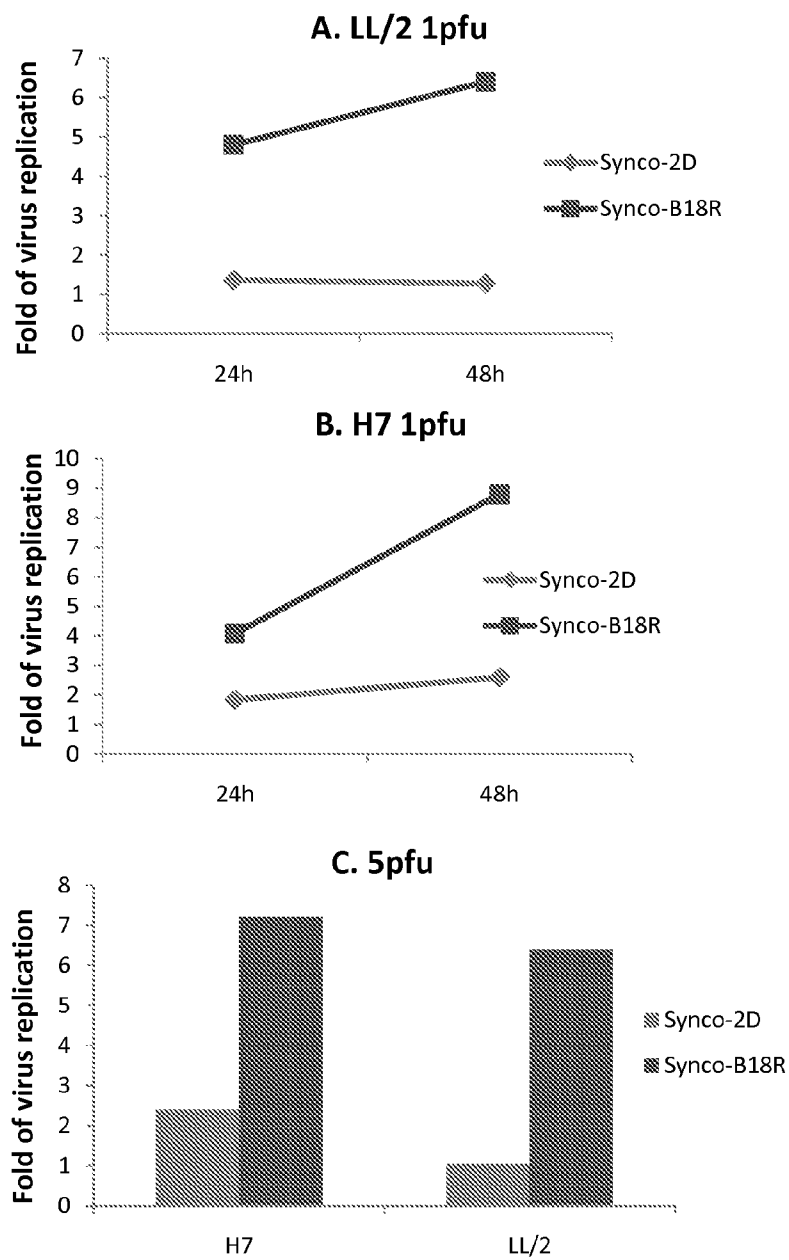 A. LL/2 1pfu
Fold of virus replication
7
6
5
4
3
2
1
0
24h
48h
Synco-2D
Synco-B18R
B. H7 1pfu
Fold of virus replication
10
9
8
7
6
5
4
3
2
1
0
24h
48h
Synco-2D
Synco-B18R
C. 5pfu
Fold of virus replication
8
7
6
5
4
3
2
1
0
H7
LL/2
Synco-2D
Synco-B18R